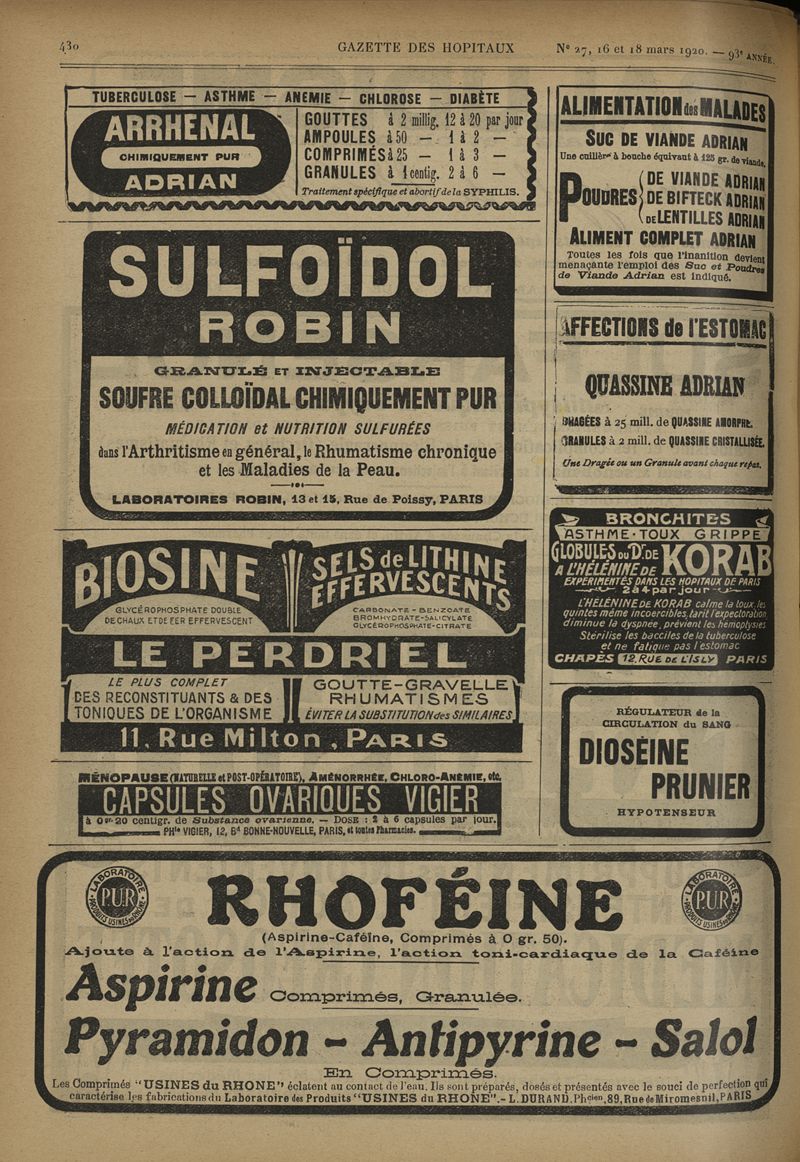 430
GAZETTE DES HOPITAUX
N° 27, 16 et 18 mars 1920. — 93e ANNÉE.
TUBERCULOSE — ASTHME — ANEMIE — CHLOROSE — DIABÈTE
ARRHENAL
CHIMIQUEMENT PUR
ADRIAN
GOUTTES à 2 millig. 12 à 20 par jour
AMPOULES à 50 — 1 à 2 —
COMPRIMÉS à 25 — 1 à 3 —
GRANULES à 1 centig. 2 à 6 —
Traitement spécifique et abortif de la SYPHILIS.
SULFOÏDOL
ROBIN
GRANULÉ ET INJECTABLE
SOUFRE COLLOÏDAL CHIMIQUEMENT PUR
MÉDICATION et NUTRITION SULFURÉES
dans l'Arthritisme en général, le Rhumatisme chronique
et les Maladies de la Peau.
LABORATOIRES ROBIN, 13 et 15, Rue de Poissy, PARIS
BIOSINE
GLYCÉROPHOSPHATE DOUBLE
DE CHAUX ET DE FER EFFERVESCENT
SELS de LITHINE
EFFERVESCENTS
CARBONATE - BENZOATE
BROMHYDRATE-SALICYLATE
GLYCÉROPHOSPHATE-CITRATE
LE PERDRIEL
LE PLUS COMPLET
DES RECONSTITUANTS & DES
TONIQUES DE L'ORGANISME
GOUTTE-GRAVELLE
RHUMATISMES
ÉVITER LA SUBSTITUTION des SIMILAIRES
11, Rue Milton, PARIS
MÉNOPAUSE (NATURELLE et POST-OPÉRATOIRE), AMÉNORRHÉE, CHLORO-ANÉMIE, etc.
CAPSULES OVARIQUES VIGIER
à 0gr.20 centigr. de Substance ovarienne. — DOSE : 2 à 6 capsules par jour.
PHie VIGIER, 12, Bd BONNE-NOUVELLE, PARIS, et toutes Pharmacies.
ALIMENTATION des MALADES
SUC DE VIANDE ADRIAN
Une cuillère à bouche équivaut à 125 gr. de viande.
POUDRES
DE VIANDE ADRIAN
DE BIFTECK ADRIAN
DE LENTILLES ADRIAN
ALIMENT COMPLET ADRIAN
Toutes les fois que l'inanition devient
menaçante l'emploi des Suc et Poudres
de Viande Adrian est indiqué.
AFFECTIONS de l'ESTOMAC
QUASSINE ADRIAN
DRAGÉES à 25 mill. de QUASSINE AMORPHE.
GRANULES à 2 mill. de QUASSINE CRISTALLISÉE.
Une Dragée ou un Granule avant chaque repas.
BRONCHITES
ASTHME·TOUX GRIPPE
GLOBULES DU Dr. DE KORAB
A L'HÉLÉNINE DE
EXPÉRIMENTÉS DANS LES HOPITAUX DE PARIS
2 à 4 par jour
L'HÉLÉNINE DE KORAB calme la toux, les
quintes même incoercibles, tarit l'expectoration
diminue la dyspnée, prévient les hémoptysies
Stérilise les bacilles de la tuberculose
et ne fatigue pas l'estomac
CHAPÈS 12, RUE DE L'ISLY PARIS
RÉGULATEUR de la
CIRCULATION du SANG
DIOSÉINE
PRUNIER
HYPOTENSEUR
LABORATOIRE
PUR
PRODUITS USINES DU RHONE
RHOFÉINE
LABORATOIRE
PUR
PRODUITS USINES DU RHONE
(Aspirine-Caféïne, Comprimés à 0 gr. 50).
Ajoute à l'action de l'Aspirine, l'action toni-cardiaque de la Caféine
Aspirine Comprimés, Granulée.
Pyramidon - Antipyrine - Salol
En Comprimés.
Les Comprimés "USINES du RHONE" éclatent au contact de l'eau. Ils sont préparés, dosés et présentés avec le souci de perfection qui
caractérise les fabrications du Laboratoire des Produits "USINES du RHONE".- L. DURAND. Phcien, 89, Rue de Miromesnil, PARIS